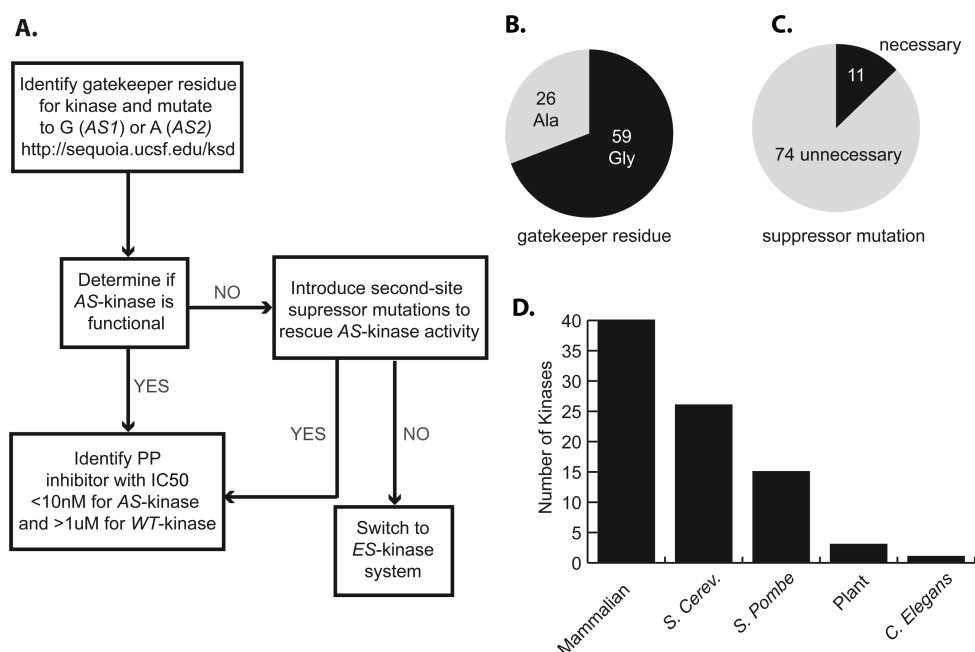 A.
Identify gatekeeper residue
for kinase and mutate
to G (AS1) or A (AS2)
http://sequoia.ucsf.edu/ksd
Determine if
AS-kinase is
functional
NO
Introduce second-site
supressor mutations to
rescue AS-kinase activity
YES
YES
NO
Identify PP
inhibitor with IC50
<10nM for AS-kinase
and >1uM for WT-kinase
Switch to
ES-kinase
system
B.
26
Ala
59
Gly
gatekeeper residue
C.
necessary
11
74 unnecessary
suppressor mutation
D.
Number of Kinases
40
35
30
25
20
15
10
5
0
Mammalian
S. Cerev.
S. Pombe
Plant
C. Elegans